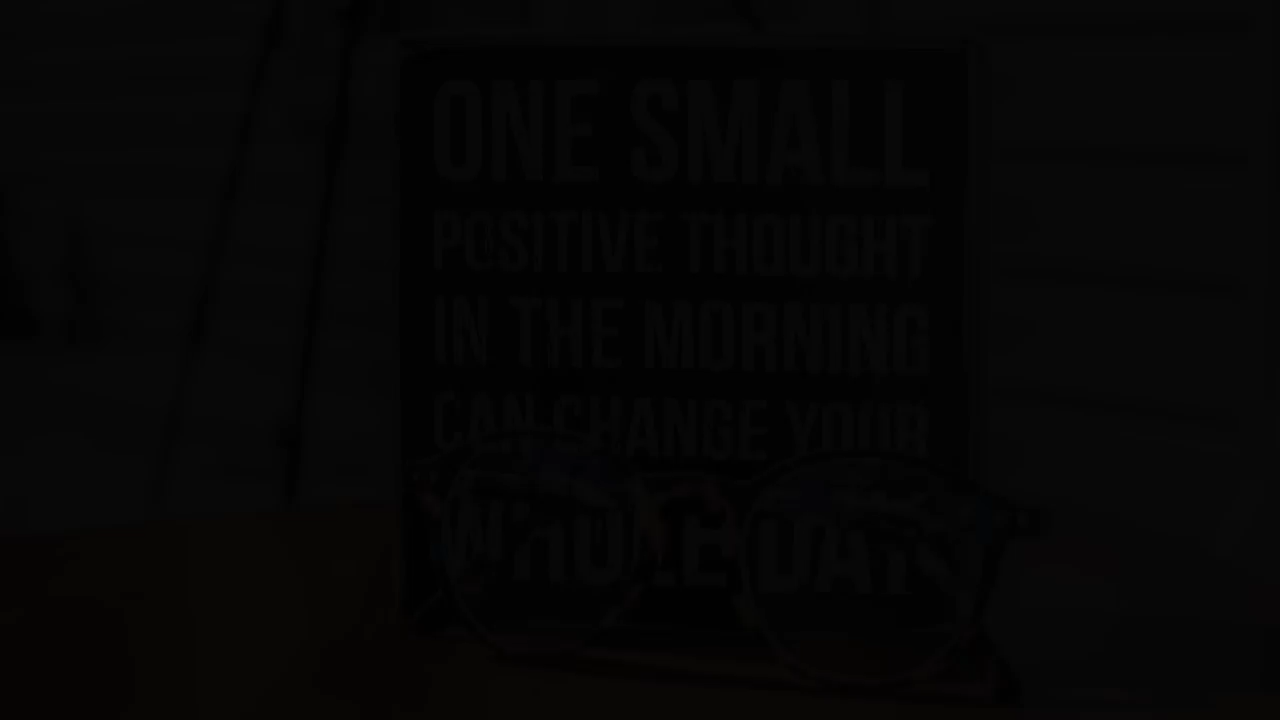 ONE SMALL
POSITIVE THOUGHT
IN THE MORNING
CAN CHANGE YOUR
WHOLE DAY